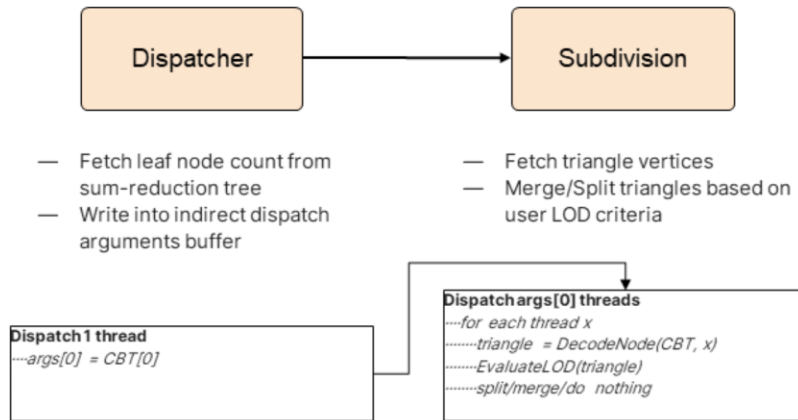 Dispatcher
Subdivision
— Fetch leaf node count from
sum-reduction tree
— Write into indirect dispatch
arguments buffer
— Fetch triangle vertices
— Merge/Split triangles based on
user LOD criteria
Dispatch 1 thread
····args[0] = CBT[0]
Dispatch args[0] threads
····for each thread x
········triangle = DecodeNode(CBT, x)
········EvaluateLOD(triangle)
········split/merge/do nothing